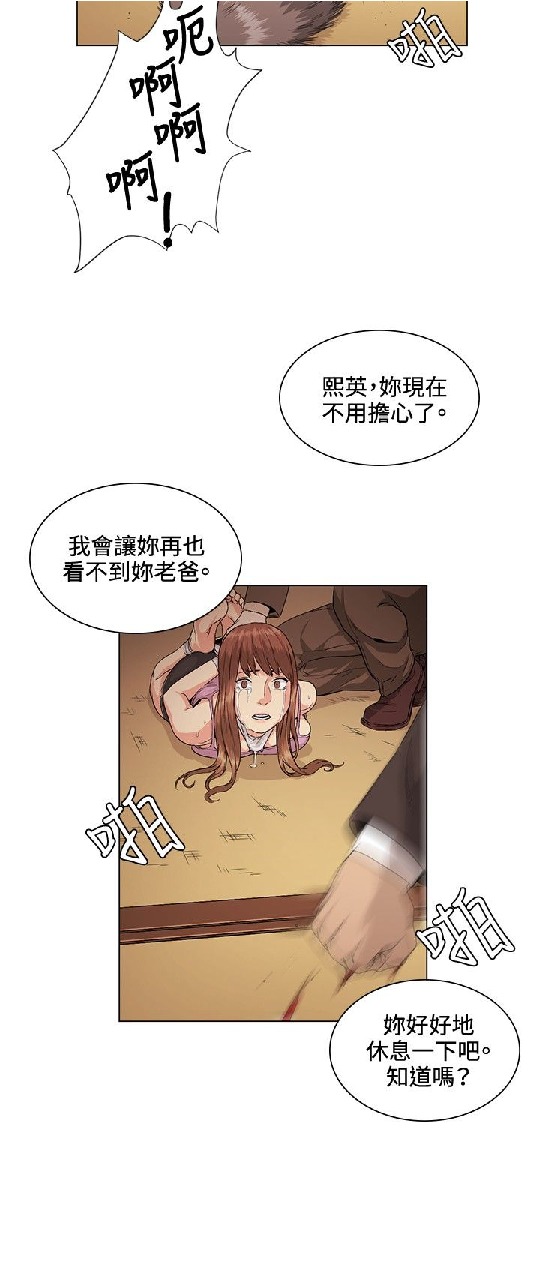 啪
呃
啊
啊
啊！
熙英，妳現在
不用擔心了。
我會讓妳再也
看不到妳老爸。
啪
啪
妳好好地
休息一下吧。
知道嗎？